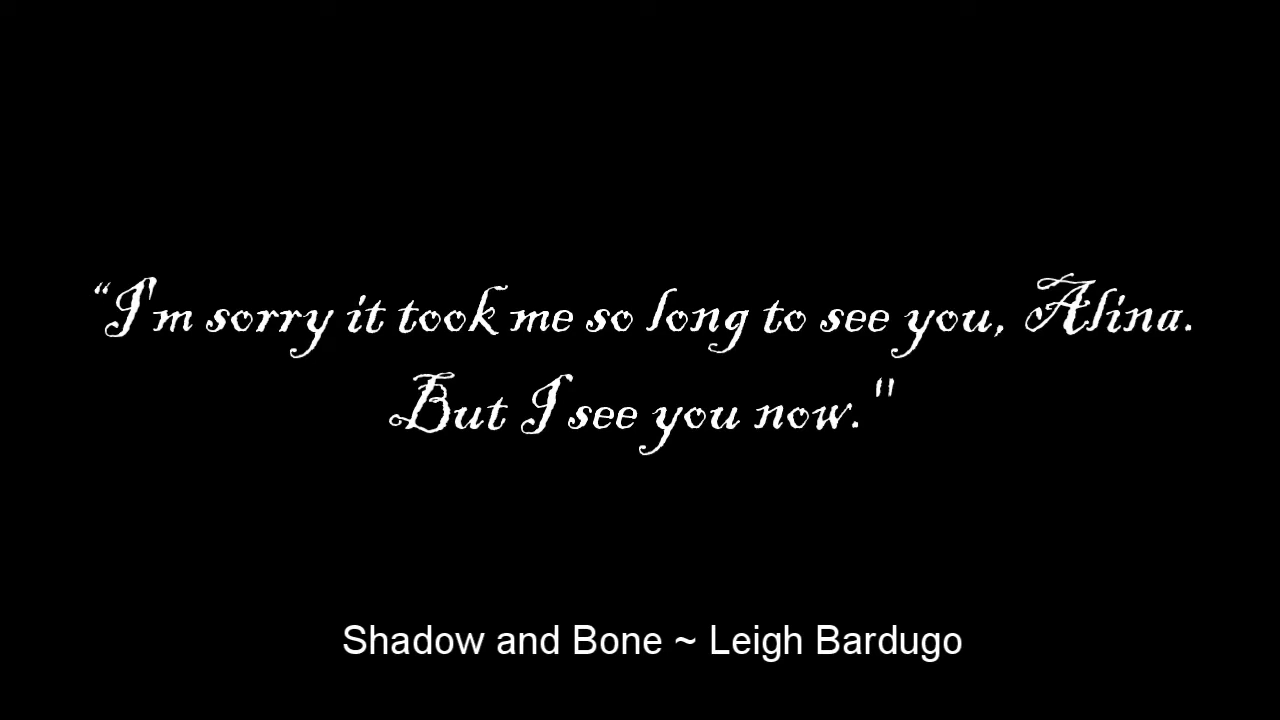 “I'm sorry it took me so long to see you, Alina.
But I see you now."
Shadow and Bone ~ Leigh Bardugo